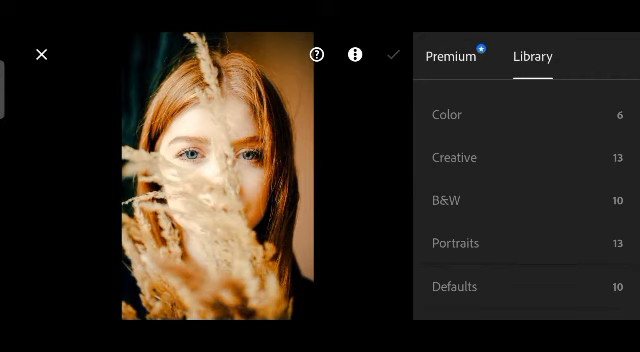 Premium Library
Color 6
Creative 13
B&W 10
Portraits 13
Defaults 10